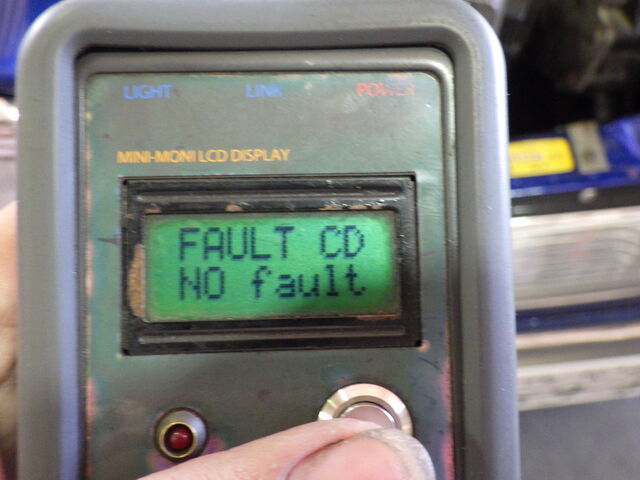 LIGHT LINK POWER
MINI-MONI LCD DISPLAY
FAULT CD
NO fault